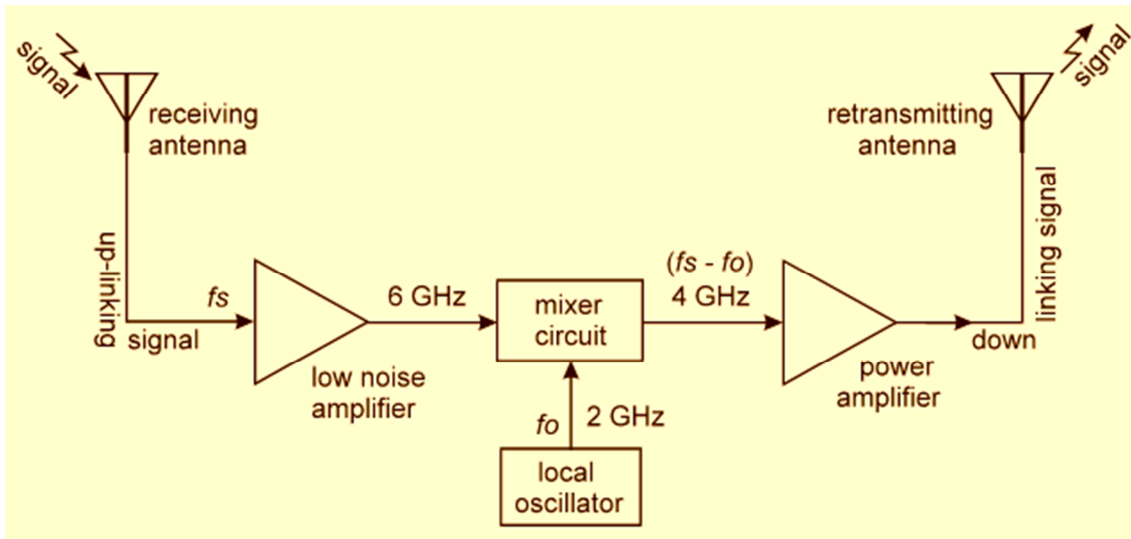 signal
receiving
antenna
up-linking
signal
fs
low noise
amplifier
6 GHz
mixer
circuit
fo
2 GHz
local
oscillator
(fs - fo)
4 GHz
power
amplifier
down
linking signal
retransmitting
antenna
signal